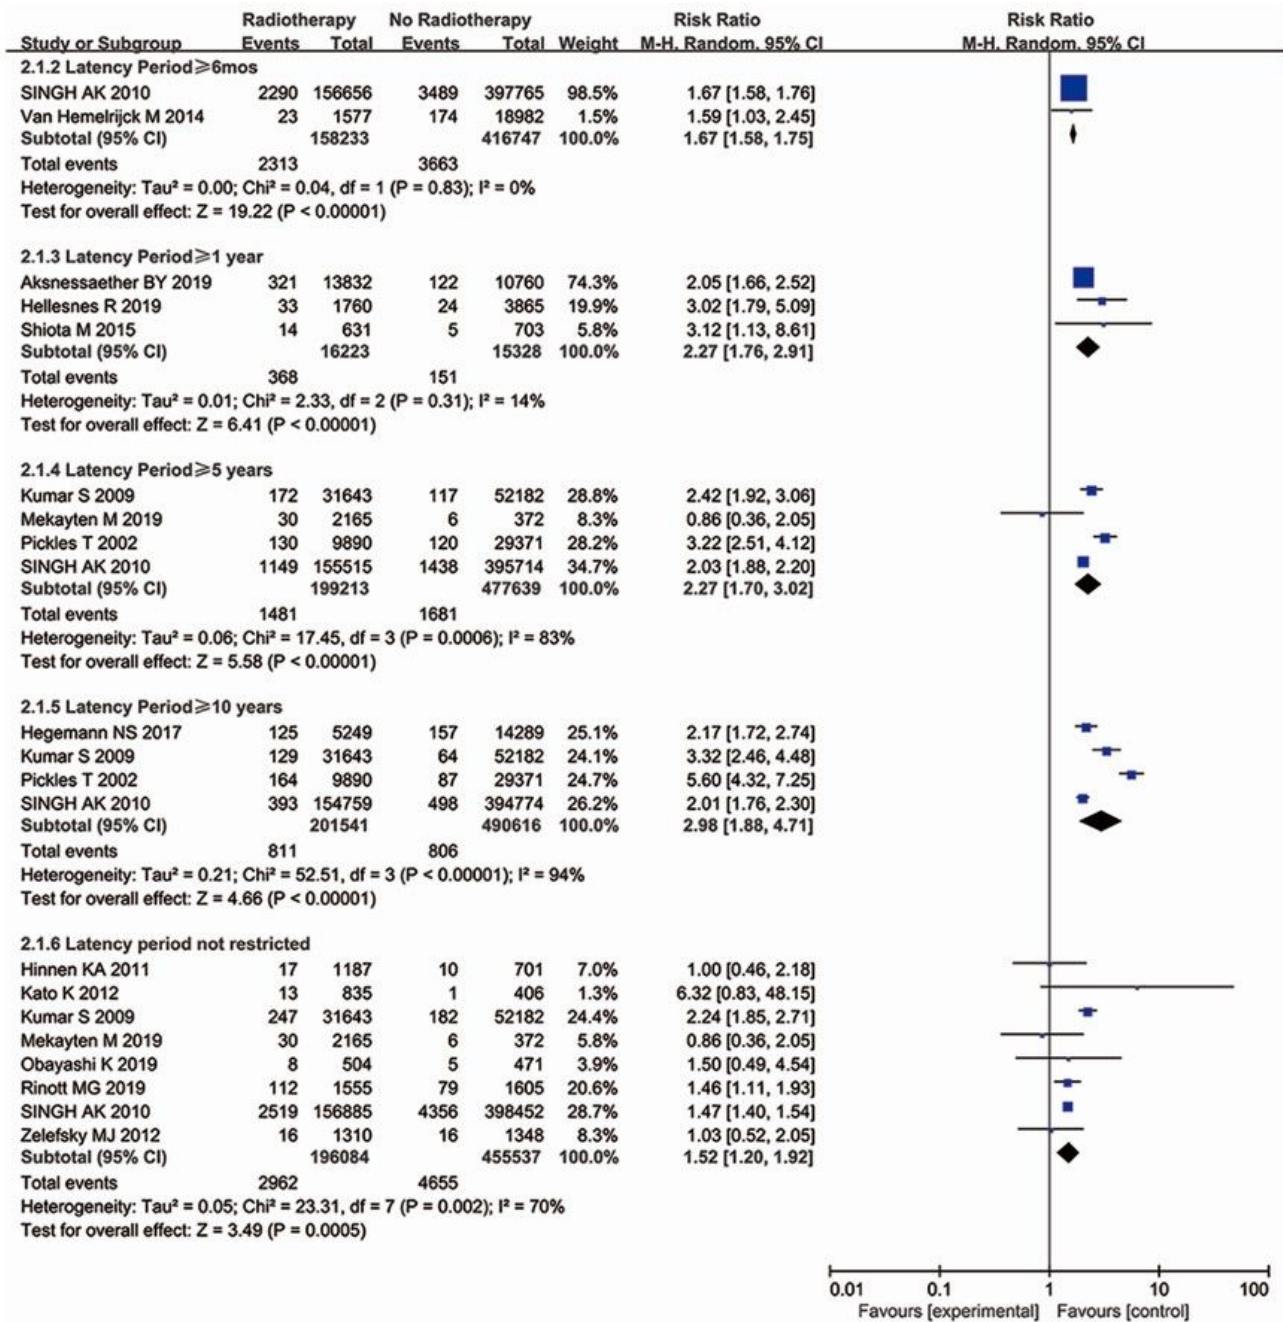 Radiotherapy No Radiotherapy Risk Ratio Risk Ratio
Study or Subgroup Events Total Events Total Weight M-H. Random. 95% CI M-H. Random. 95% CI
2.1.2 Latency Period≥6mos
SINGH AK 2010 2290 156656 3489 397765 98.5% 1.67 [1.58, 1.76]
Van Hemelrijck M 2014 23 1577 174 18982 1.5% 1.59 [1.03, 2.45]
Subtotal (95% CI) 158233 416747 100.0% 1.67 [1.58, 1.75]
Total events 2313 3663
Heterogeneity: Tau² = 0.00; Chi² = 0.04, df = 1 (P = 0.83); I² = 0%
Test for overall effect: Z = 19.22 (P < 0.00001)
2.1.3 Latency Period≥1 year
Aksnessaether BY 2019 321 13832 122 10760 74.3% 2.05 [1.66, 2.52]
Hellesnes R 2019 33 1760 24 3865 19.9% 3.02 [1.79, 5.09]
Shiota M 2015 14 631 5 703 5.8% 3.12 [1.13, 8.61]
Subtotal (95% CI) 16223 15328 100.0% 2.27 [1.76, 2.91]
Total events 368 151
Heterogeneity: Tau² = 0.01; Chi² = 2.33, df = 2 (P = 0.31); I² = 14%
Test for overall effect: Z = 6.41 (P < 0.00001)
2.1.4 Latency Period≥5 years
Kumar S 2009 172 31643 117 52182 28.8% 2.42 [1.92, 3.06]
Mekayten M 2019 30 2165 6 372 8.3% 0.86 [0.36, 2.05]
Pickles T 2002 130 9890 120 29371 28.2% 3.22 [2.51, 4.12]
SINGH AK 2010 1149 155515 1438 395714 34.7% 2.03 [1.88, 2.20]
Subtotal (95% CI) 199213 477639 100.0% 2.27 [1.70, 3.02]
Total events 1481 1681
Heterogeneity: Tau² = 0.06; Chi² = 17.45, df = 3 (P = 0.0006); I² = 83%
Test for overall effect: Z = 5.58 (P < 0.00001)
2.1.5 Latency Period≥10 years
Hegemann NS 2017 125 5249 157 14289 25.1% 2.17 [1.72, 2.74]
Kumar S 2009 129 31643 64 52182 24.1% 3.32 [2.46, 4.48]
Pickles T 2002 164 9890 87 29371 24.7% 5.60 [4.32, 7.25]
SINGH AK 2010 393 154759 498 394774 26.2% 2.01 [1.76, 2.30]
Subtotal (95% CI) 201541 490616 100.0% 2.98 [1.88, 4.71]
Total events 811 806
Heterogeneity: Tau² = 0.21; Chi² = 52.51, df = 3 (P < 0.00001); I² = 94%
Test for overall effect: Z = 4.66 (P < 0.00001)
2.1.6 Latency period not restricted
Hinnen KA 2011 17 1187 10 701 7.0% 1.00 [0.46, 2.18]
Kato K 2012 13 835 1 406 1.3% 6.32 [0.83, 48.15]
Kumar S 2009 247 31643 182 52182 24.4% 2.24 [1.85, 2.71]
Mekayten M 2019 30 2165 6 372 5.8% 0.86 [0.36, 2.05]
Obayashi K 2019 8 504 5 471 3.9% 1.50 [0.49, 4.54]
Rinott MG 2019 112 1555 79 1605 20.6% 1.46 [1.11, 1.93]
SINGH AK 2010 2519 156885 4356 398452 28.7% 1.47 [1.40, 1.54]
Zelefsky MJ 2012 16 1310 16 1348 8.3% 1.03 [0.52, 2.05]
Subtotal (95% CI) 196084 455537 100.0% 1.52 [1.20, 1.92]
Total events 2962 4655
Heterogeneity: Tau² = 0.05; Chi² = 23.31, df = 7 (P = 0.002); I² = 70%
Test for overall effect: Z = 3.49 (P = 0.0005)
0.01 0.1 1 10 100
Favours [experimental] Favours [control]